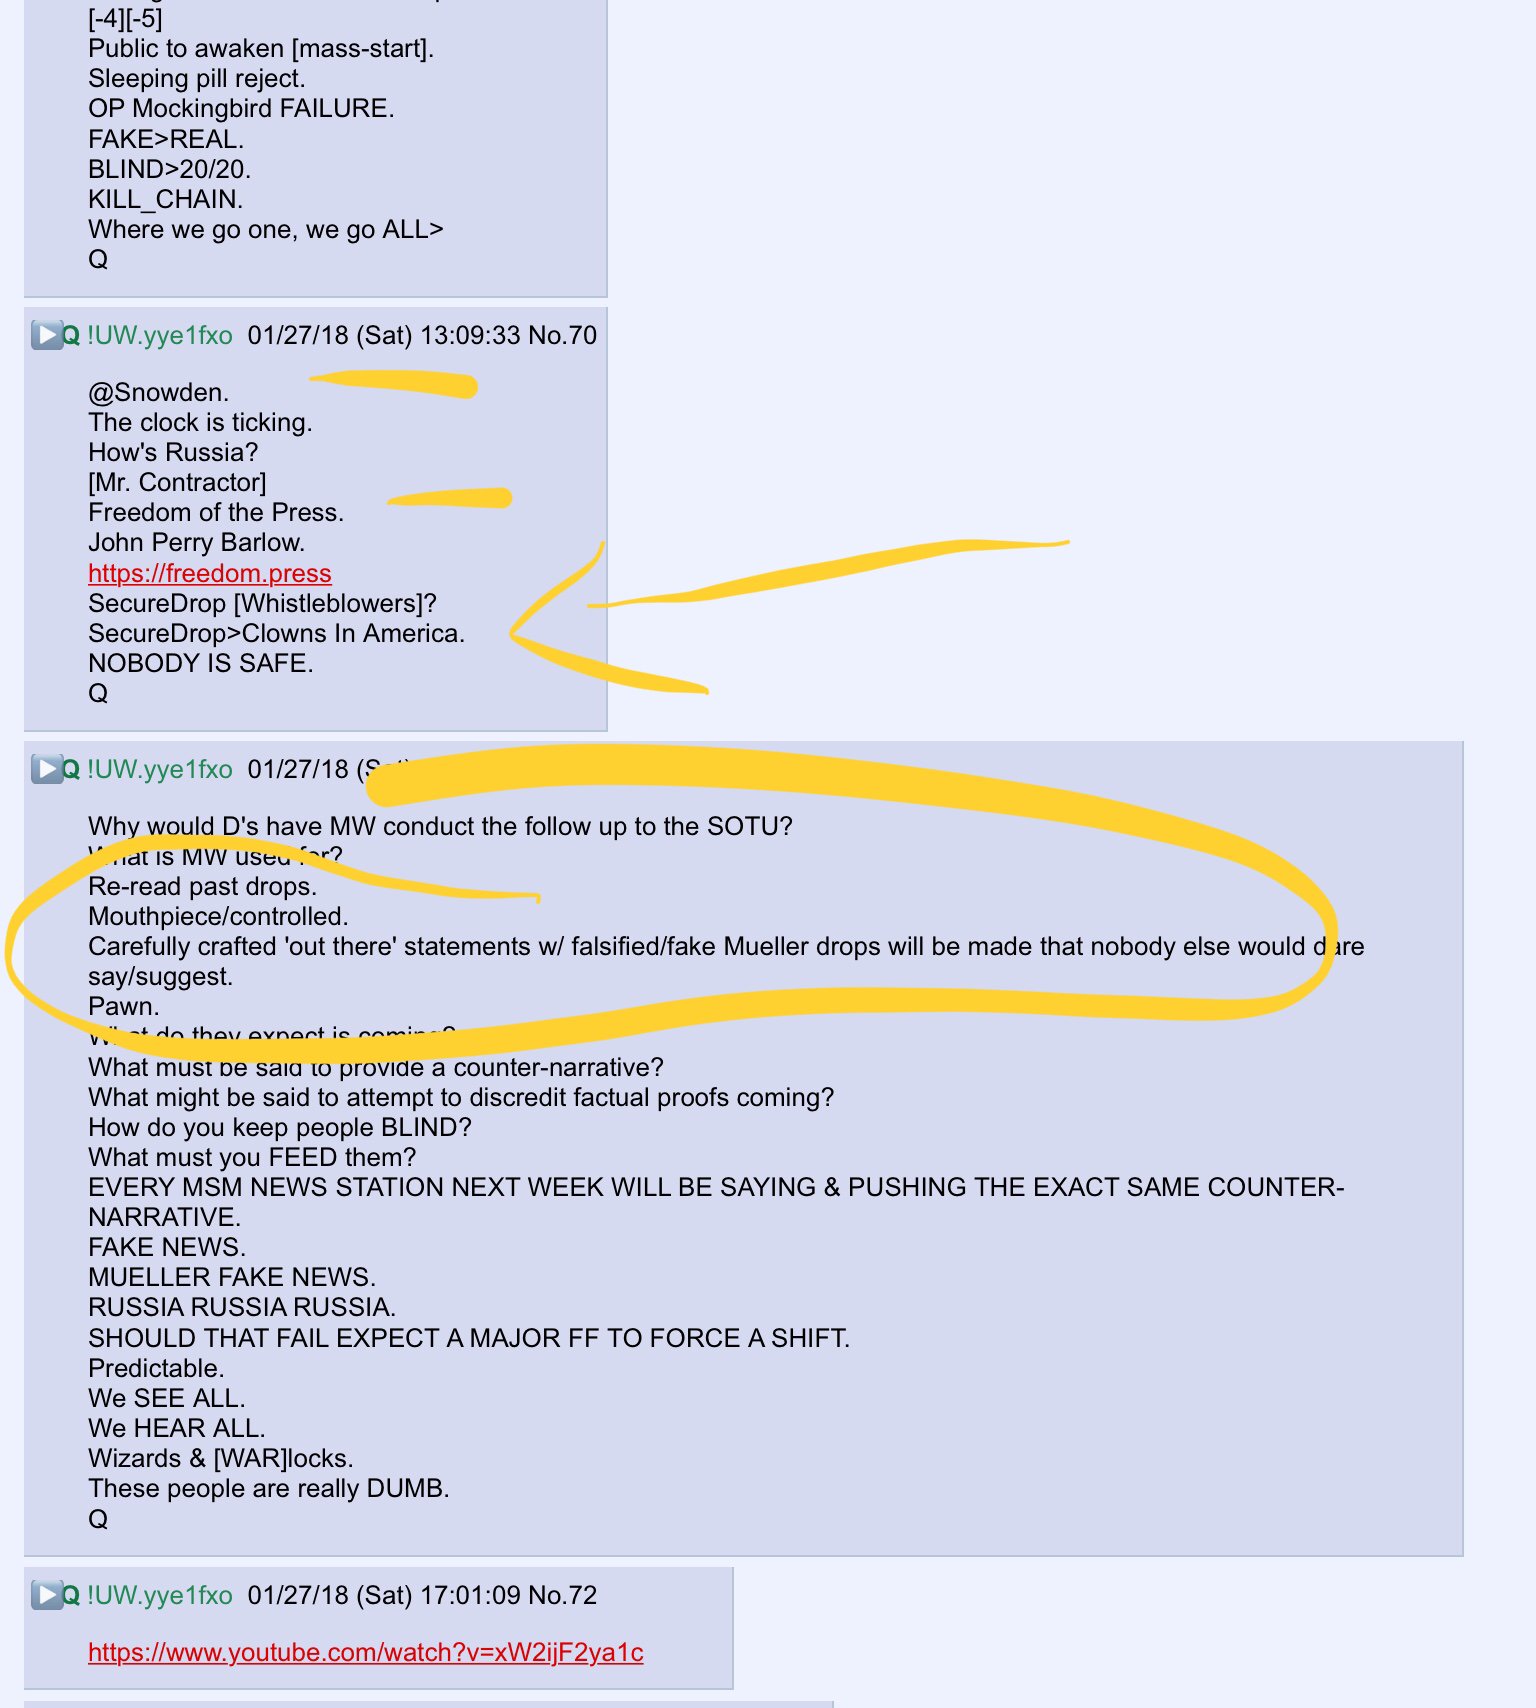 [-4][-5]
Public to awaken [mass-start].
Sleeping pill reject.
OP Mockingbird FAILURE.
FAKE>REAL.
BLIND>20/20.
KILL_CHAIN.
Where we go one, we go ALL>
Q
Q !UW.yye1fxo 01/27/18 (Sat) 13:09:33 No.70
@Snowden.
The clock is ticking.
How's Russia?
[Mr. Contractor]
Freedom of the Press.
John Perry Barlow.
https://freedom.press
SecureDrop [Whistleblowers]?
SecureDrop>Clowns In America.
NOBODY IS SAFE.
Q
Q !UW.yye1fxo 01/27/18 (Sat)
Why would D's have MW conduct the follow up to the SOTU?
What is MW used for?
Re-read past drops.
Mouthpiece/controlled.
Carefully crafted 'out there' statements w/ falsified/fake Mueller drops will be made that nobody else would dare
say/suggest.
Pawn.
What do they expect is coming?
What must be said to provide a counter-narrative?
What might be said to attempt to discredit factual proofs coming?
How do you keep people BLIND?
What must you FEED them?
EVERY MSM NEWS STATION NEXT WEEK WILL BE SAYING & PUSHING THE EXACT SAME COUNTER-
NARRATIVE.
FAKE NEWS.
MUELLER FAKE NEWS.
RUSSIA RUSSIA RUSSIA.
SHOULD THAT FAIL EXPECT A MAJOR FF TO FORCE A SHIFT.
Predictable.
We SEE ALL.
We HEAR ALL.
Wizards & [WAR]locks.
These people are really DUMB.
Q
Q !UW.yye1fxo 01/27/18 (Sat) 17:01:09 No.72
https://www.youtube.com/watch?v=xW2ijF2ya1c